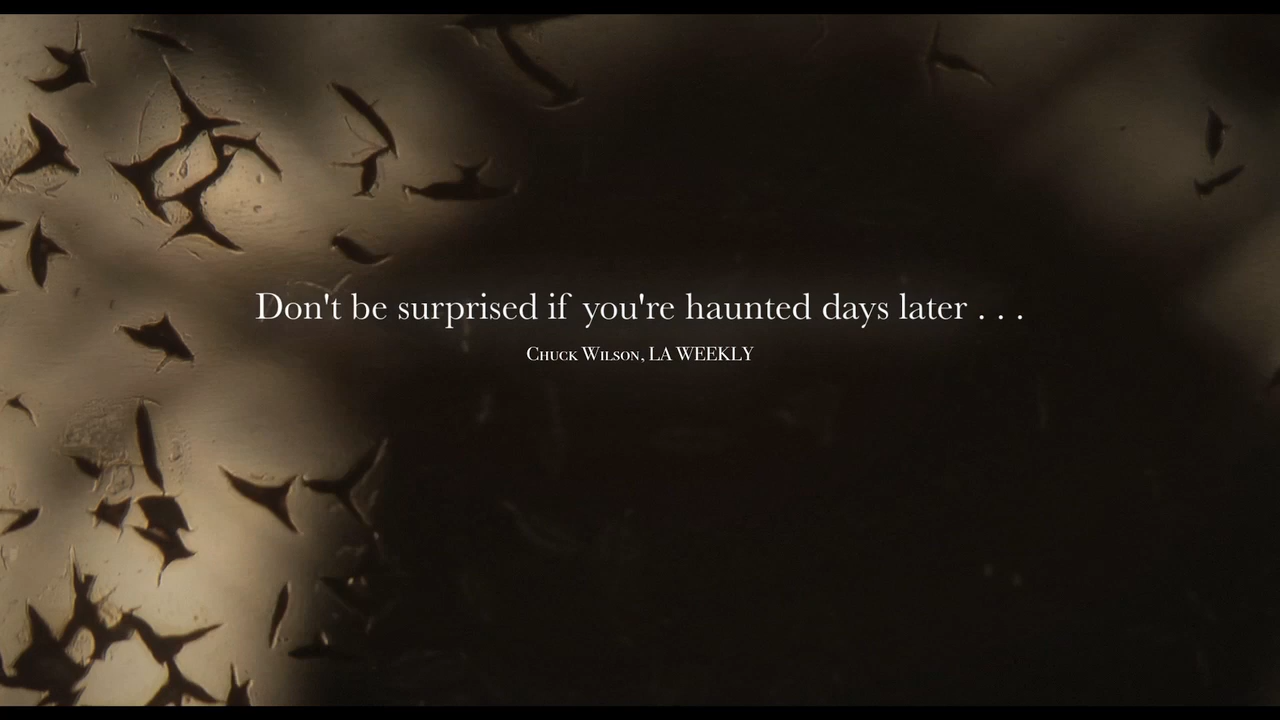 Don't be surprised if you're haunted days later . . .
Chuck Wilson, LA WEEKLY